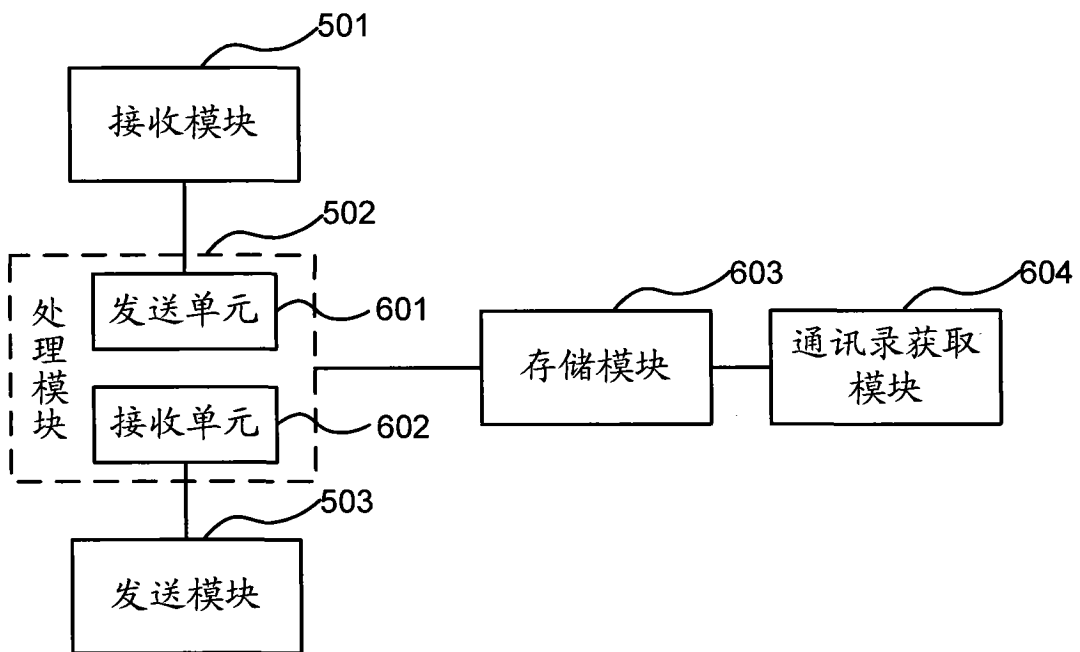 501
接收模块
502
处理模块
发送单元
601
接收单元
602
603
存储模块
604
通讯录获取
模块
503
发送模块